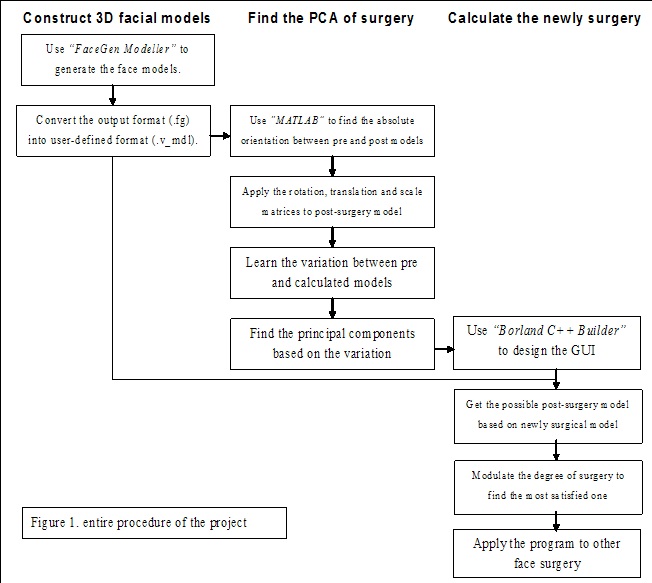 Construct 3D facial models
Find the PCA of surgery
Calculate the newly surgery
Use “FaceGen Modeller” to
generate the face models.
Convert the output format (.fg)
into user-defined format (.v_mdl).
Use “MATLAB” to find the absolute
orientation between pre and post models
Apply the rotation, translation and scale
matrices to post-surgery model
Learn the variation between pre
and calculated models
Find the principal components
based on the variation
Use “Borland C++ Builder”
to design the GUI
Get the possible post-surgery model
based on newly surgical model
Modulate the degree of surgery to
find the most satisfied one
Apply the program to other
face surgery
Figure 1. entire procedure of the project